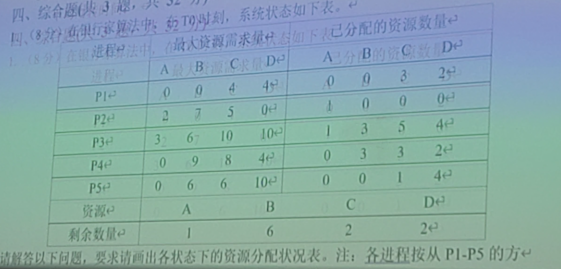 四、综合题(共 3 题，共 32 分)
1、(8分) 在银行家算法中，如T0时刻，系统状态如下表。
进程 最大资源需求量 已分配的资源数量
A B C D A B C D
P1 0 0 4 4 0 0 3 2
P2 2 7 5 0 1 0 0 0
P3 3 6 10 10 1 3 5 4
P4 0 9 8 4 0 3 3 2
P5 0 6 6 10 0 0 1 4
资源 A B C D
剩余数量 1 6 2 2
请解答以下问题，要求请画出各状态下的资源分配状况表。注：各进程按从 P1-P5 的方